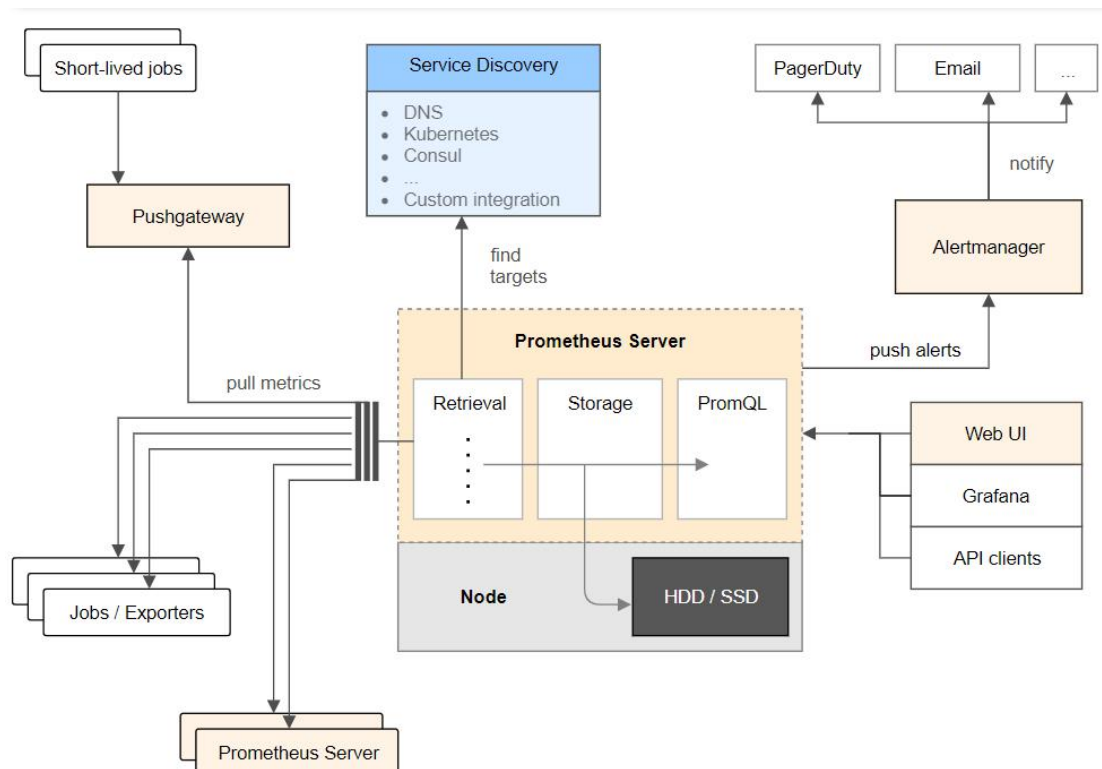 Short-lived jobs
Service Discovery
DNS
Kubernetes
Consul
...
Custom integration
PagerDuty
Email
...
notify
Pushgateway
Alertmanager
find
targets
Prometheus Server
push alerts
pull metrics
Retrieval
Storage
PromQL
Web UI
Grafana
API clients
Node
HDD / SSD
Jobs / Exporters
Prometheus Server